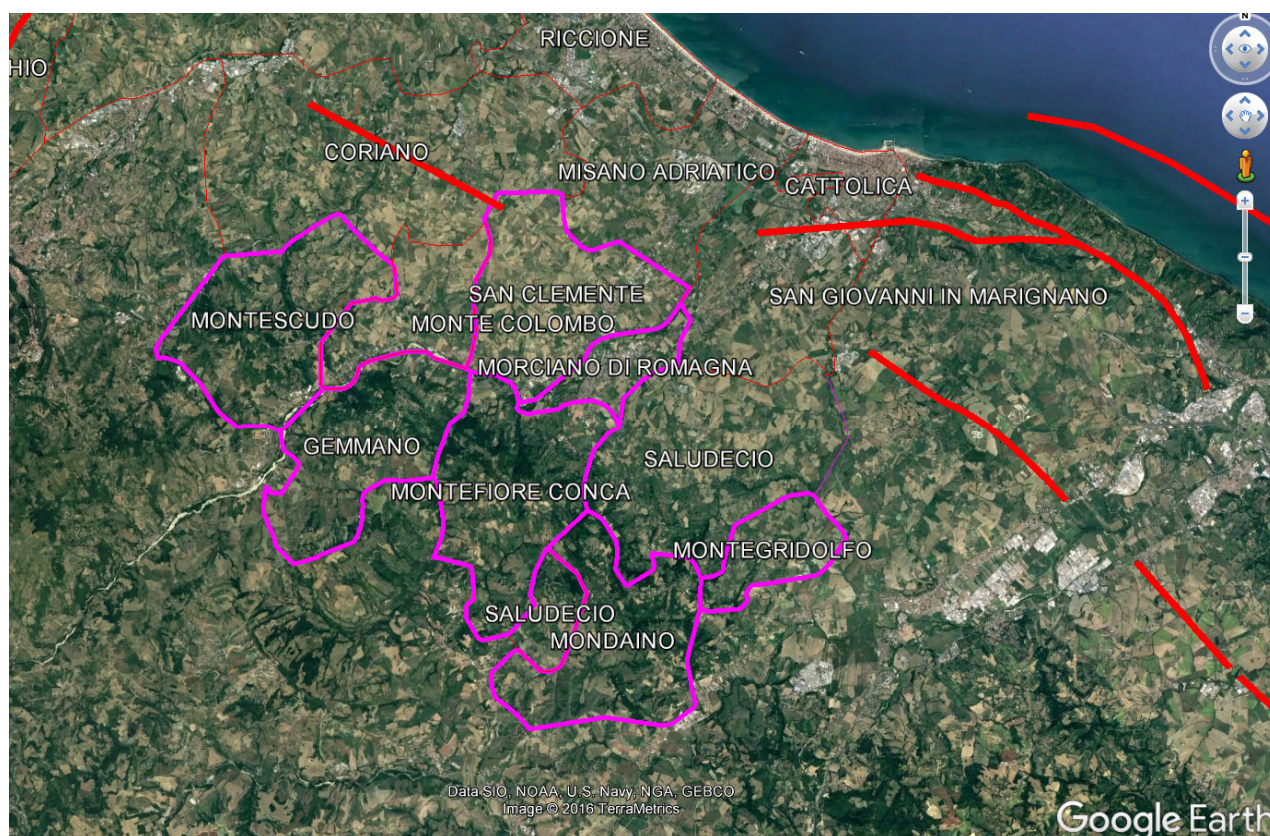 N
RICCIONE
HIO
CORIANO
MISANO ADRIATICO
CATTOLICA
SAN CLEMENTE
SAN GIOVANNI IN MARIGNANO
MONTESCUDO
MONTE COLOMBO
MORCIANO DI ROMAGNA
GEMMANO
SALUDECIO
MONTEFIORE CONCA
MONTEGRIDOLFO
SALUDECIO
MONDAINO
Data SIO, NOAA, U.S. Navy, NGA, GEBCO
Image © 2016 TerraMetrics
Google Earth